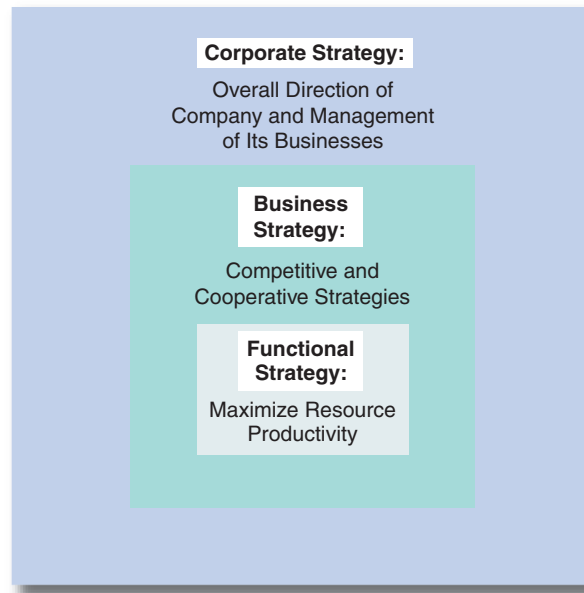 Corporate Strategy:
Overall Direction of
Company and Management
of Its Businesses
Business
Strategy:
Competitive and
Cooperative Strategies
Functional
Strategy:
Maximize Resource
Productivity